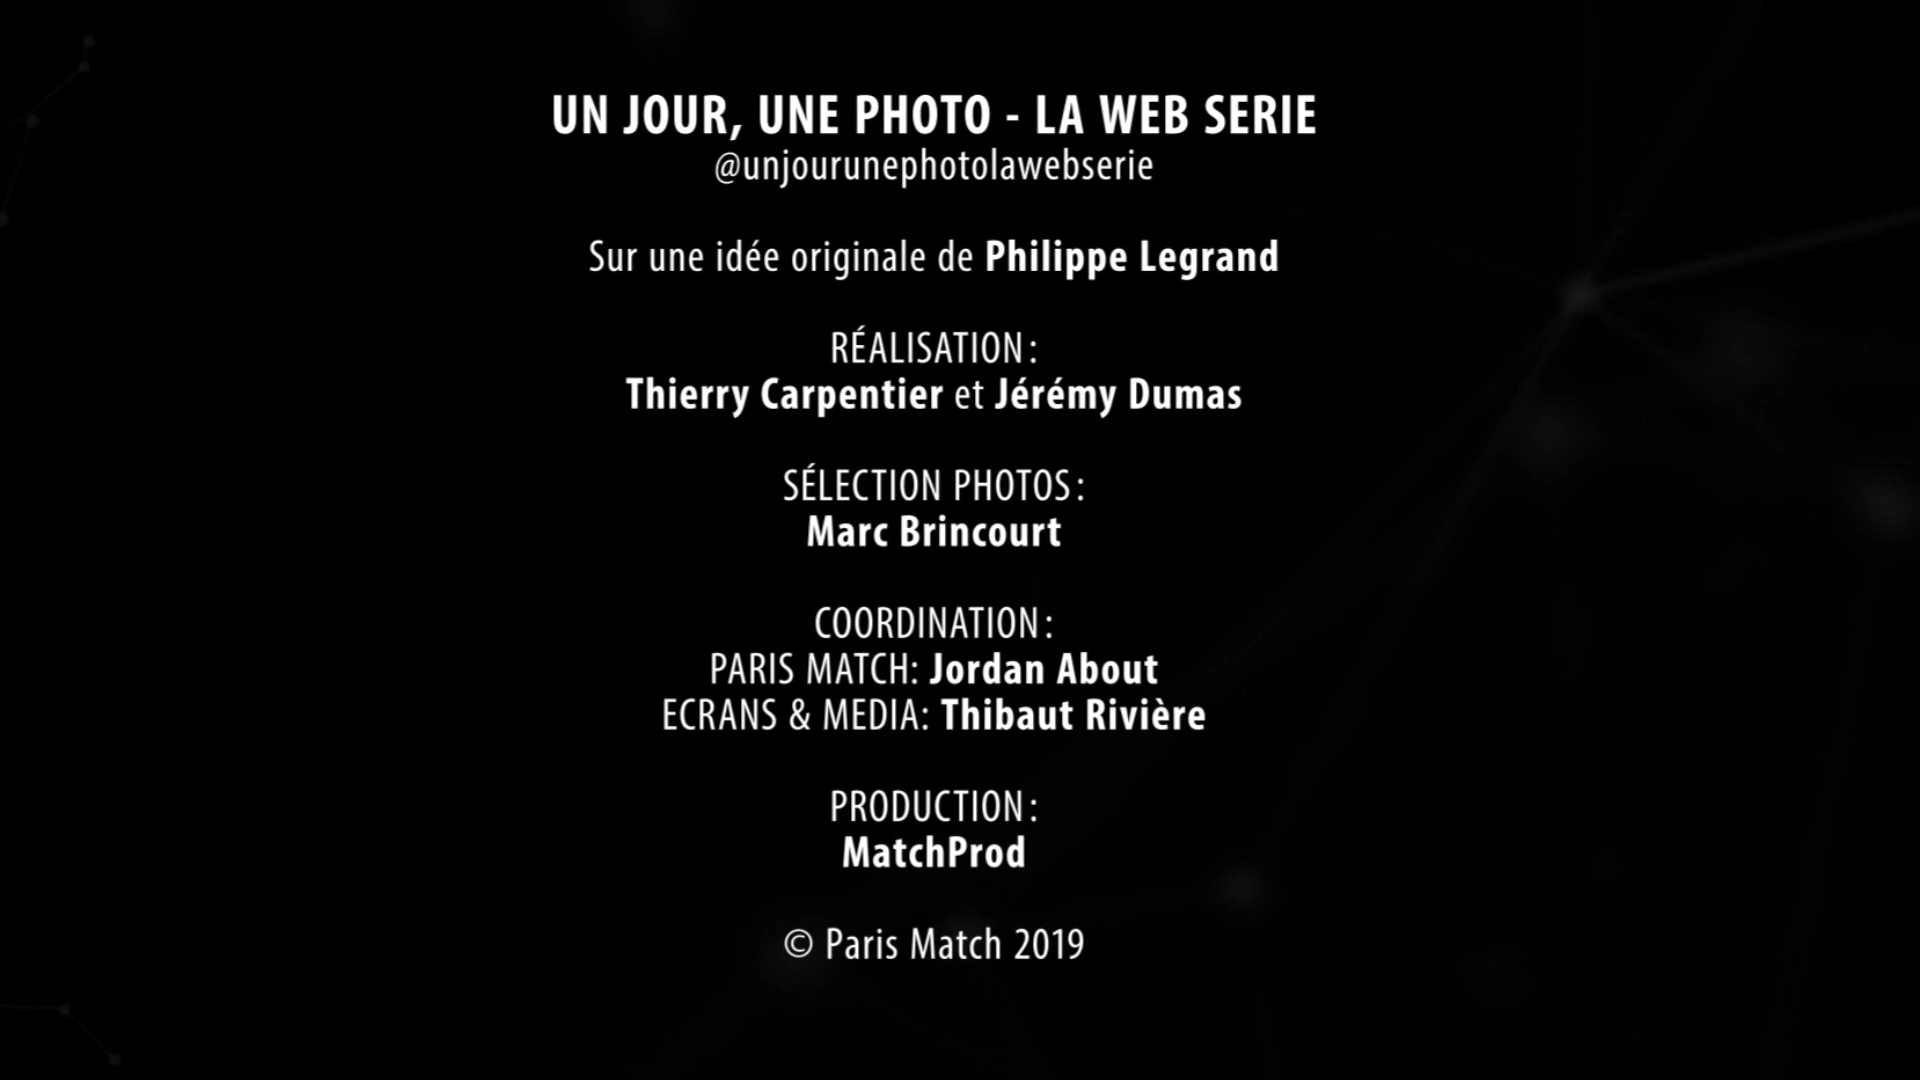 UN JOUR, UNE PHOTO - LA WEB SERIE
@unjourunephotolawebserie
Sur une idée originale de Philippe Legrand
RÉALISATION :
Thierry Carpentier et Jérémy Dumas
SÉLECTION PHOTOS :
Marc Brincourt
COORDINATION :
PARIS MATCH: Jordan About
ECRANS & MEDIA: Thibaut Rivière
PRODUCTION :
MatchProd
© Paris Match 2019